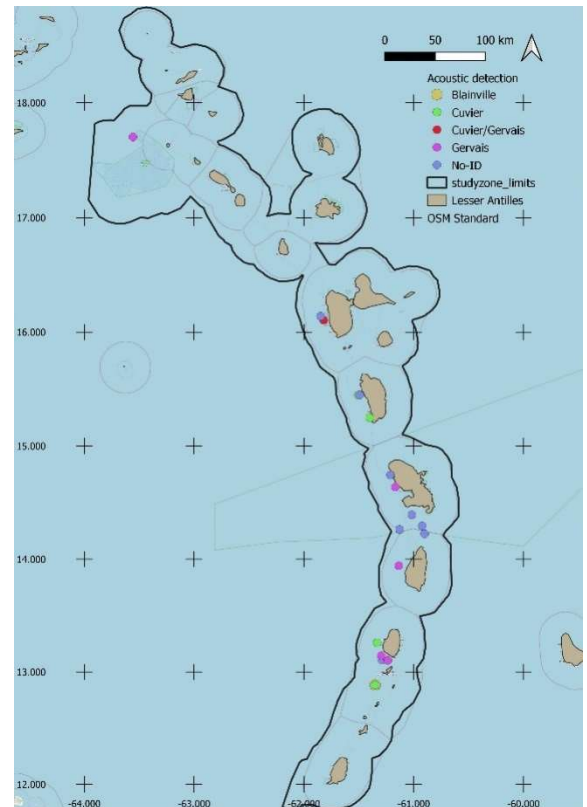 0 50 100 km
Acoustic detection
Blainville
Cuvier
Cuvier/Gervais
Gervais
No-ID
studyzone_limits
Lesser Antilles
OSM Standard
18.000
17.000
16.000
15.000
14.000
13.000
12.000
-64.000 -63.000 -62.000 -61.000 -60.000